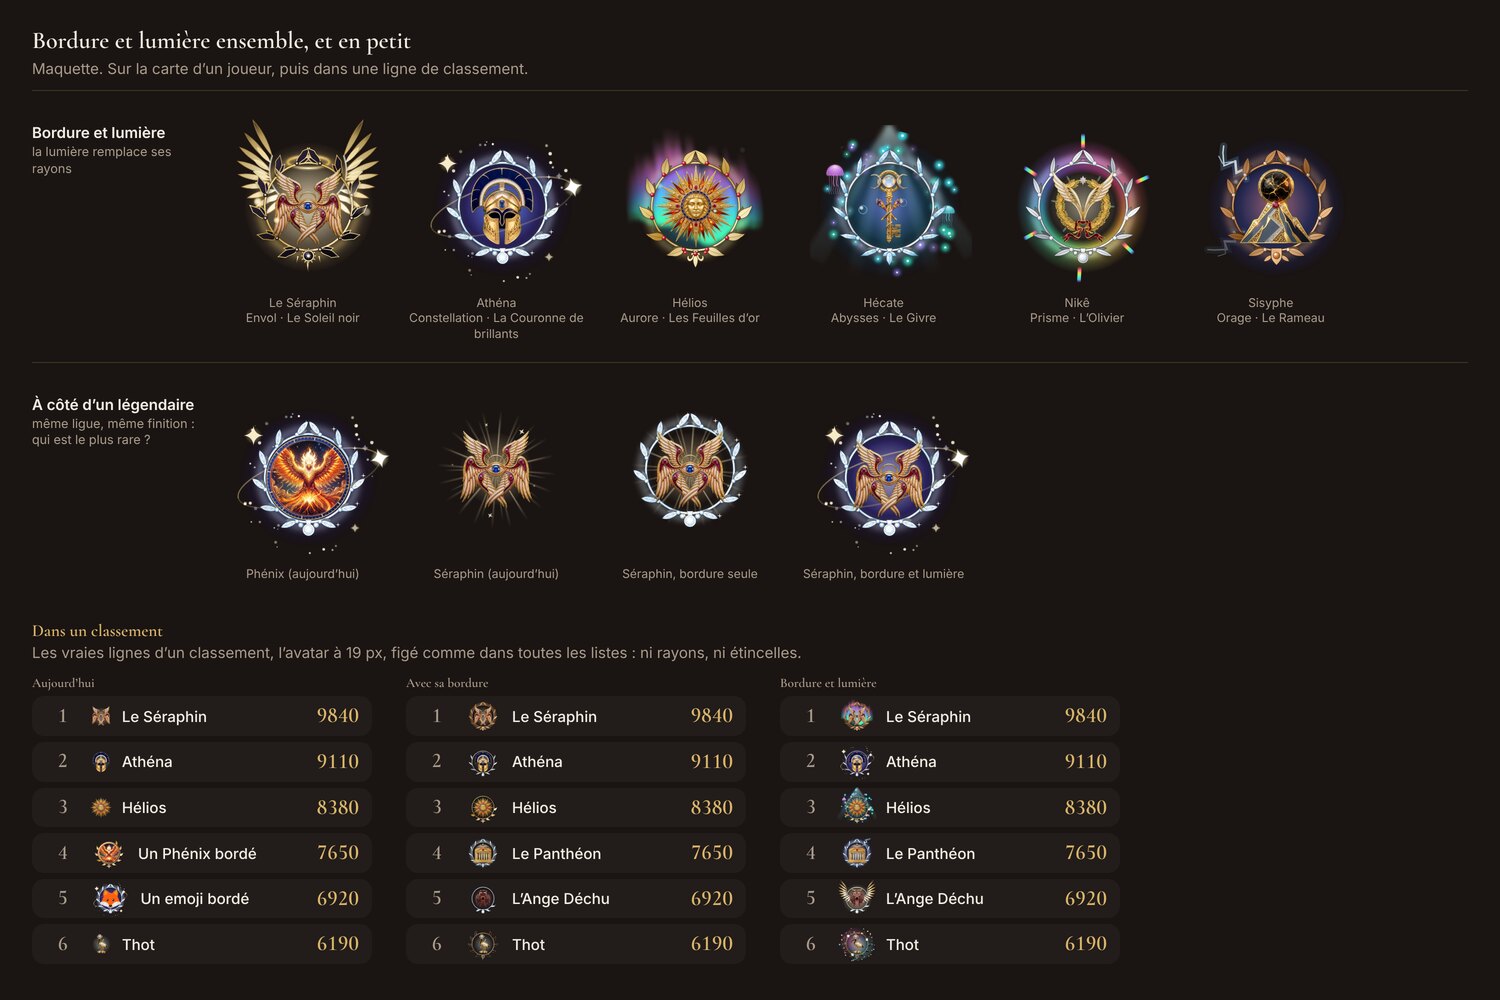 Bordure et lumière ensemble, et en petit
Maquette. Sur la carte d’un joueur, puis dans une ligne de classement.
Bordure et lumière
la lumière remplace ses
rayons
Le Séraphin
Envol · Le Soleil noir
Athéna
Constellation · La Couronne de
brillants
Hélios
Aurore · Les Feuilles d’or
Hécate
Abysses · Le Givre
Nikê
Prisme · L’Olivier
Sisyphe
Orage · Le Rameau
À côté d’un légendaire
même ligue, même finition :
qui est le plus rare ?
Phénix (aujourd’hui)
Séraphin (aujourd’hui)
Séraphin, bordure seule
Séraphin, bordure et lumière
Dans un classement
Les vraies lignes d’un classement, l’avatar à 19 px, figé comme dans toutes les listes : ni rayons, ni étincelles.
Aujourd’hui
1 Le Séraphin 9840
2 Athéna 9110
3 Hélios 8380
4 Un Phénix bordé 7650
5 Un emoji bordé 6920
6 Thot 6190
Avec sa bordure
1 Le Séraphin 9840
2 Athéna 9110
3 Hélios 8380
4 Le Panthéon 7650
5 L’Ange Déchu 6920
6 Thot 6190
Bordure et lumière
1 Le Séraphin 9840
2 Athéna 9110
3 Hélios 8380
4 Le Panthéon 7650
5 L’Ange Déchu 6920
6 Thot 6190